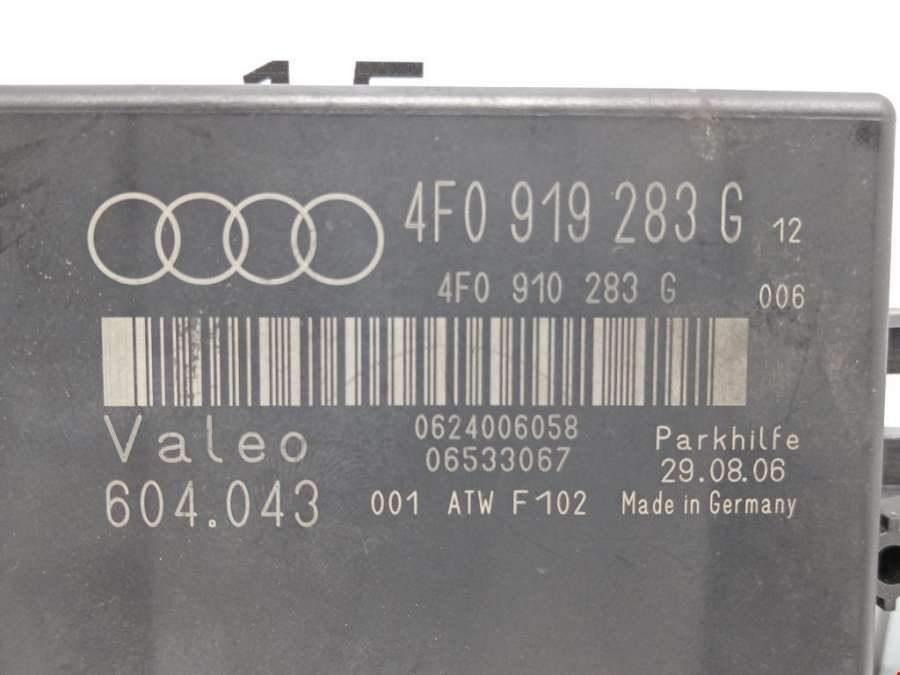 4F0 919 283 G 12
4F0 910 283 G 006
Valeo 0624006058 Parkhilfe
06533067 29.08.06
604.043 001 ATW F102 Made in Germany